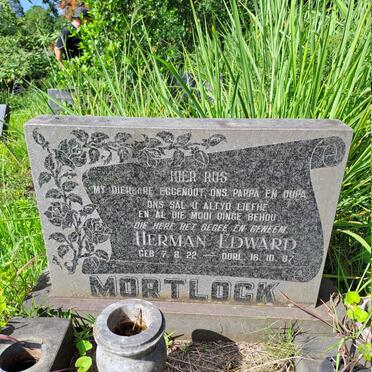 HIER RUS
MY DIERBARE EGGENOOT, ONS PAPPA EN OUPA
ONS SAL U ALTYD LIEFHE
EN AL DIE MOOI DINGE BEHOU
DIE HERE HET GEGEE EN GENEEM
HERMAN EDWARD
GEB. 7. 8. 22 — OORL. 16. 10. 87
MORTLOCK